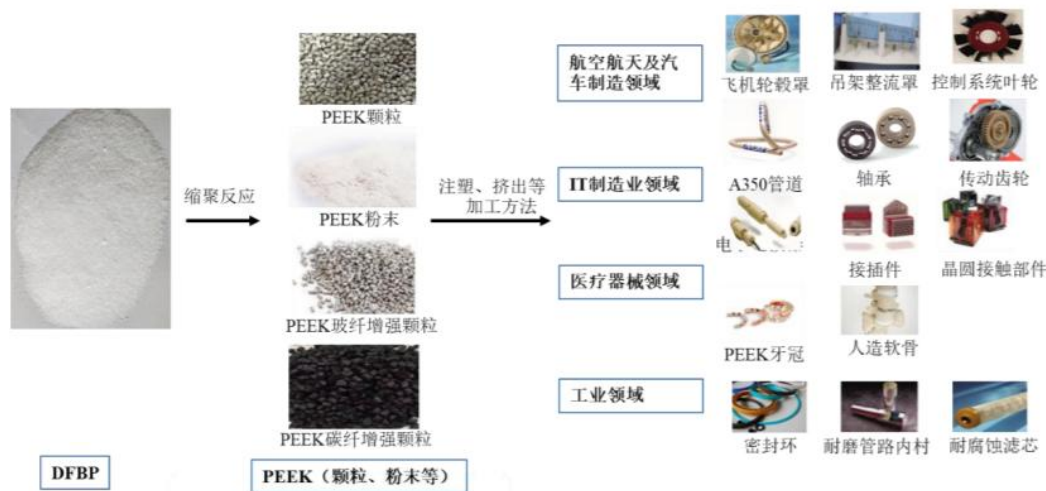 DFBP
缩聚反应
PEEK颗粒
PEEK粉末
PEEK玻纤增强颗粒
PEEK碳纤增强颗粒
PEEK（颗粒、粉末等）
注塑、挤出等
加工方法
航空航天及汽
车制造领域
飞机轮毂罩
吊架整流罩
控制系统叶轮
IT制造业领域
A350管道
轴承
传动齿轮
接插件
晶圆接触部件
医疗器械领域
PEEK牙冠
人造软骨
工业领域
密封环
耐磨管路内村
耐腐蚀滤芯